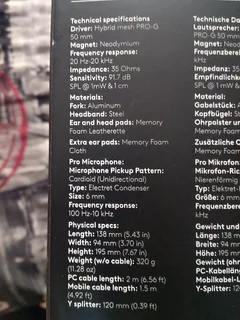 Technical specifications
Driver: Hybrid mesh PRO-G
50 mm
Magnet: Neodymium
Frequency response:
20 Hz-20 kHz
Impedance: 35 Ohms
Sensitivity: 91.7 dB
SPL @ 1mW & 1 cm
Materials:
Fork: Aluminum
Headband: Steel
Ear and head pads: Memory
Foam Leatherette
Extra ear pads: Memory Foam
Cloth
Pro Microphone:
Microphone Pickup Pattern:
Cardioid (Unidirectional)
Type: Electret Condenser
Size: 6 mm
Frequency response:
100 Hz-10 kHz
Physical specs:
Length: 138 mm (5.43 in)
Width: 94 mm (3.70 in)
Height: 195 mm (7.67 in)
Weight (w/o cable): 320 g
(11.28 oz)
PC cable length: 2 m (6.56 ft)
Mobile cable length: 1.5 m
(4.92 ft)
Y splitter: 120 mm (0.39 ft)
Technische Da
Lautsprecher:
PRO-G 50 mm
Magnet: Neody
Frequenzberei
kHz
Impedanz: 35
Empfindlichke
SPL @ 1mW &
Materialien:
Gabelstück: A
Kopfbügel: St
Ohrpolster un
Memory Foam
Zusätzliche O
Memory Foam
Pro Mikrofon:
Mikrofon-Ric
Nierenförmig
Typ: Elektret-
Größe: 6 mm
Frequenzbere
Hz
Gewicht und
Länge: 138 m
Breite: 94 mm
Höhe: 195
Gewicht (ohn
PC-Kabellän
Mobilkabel-L
Y-Splitter: 12